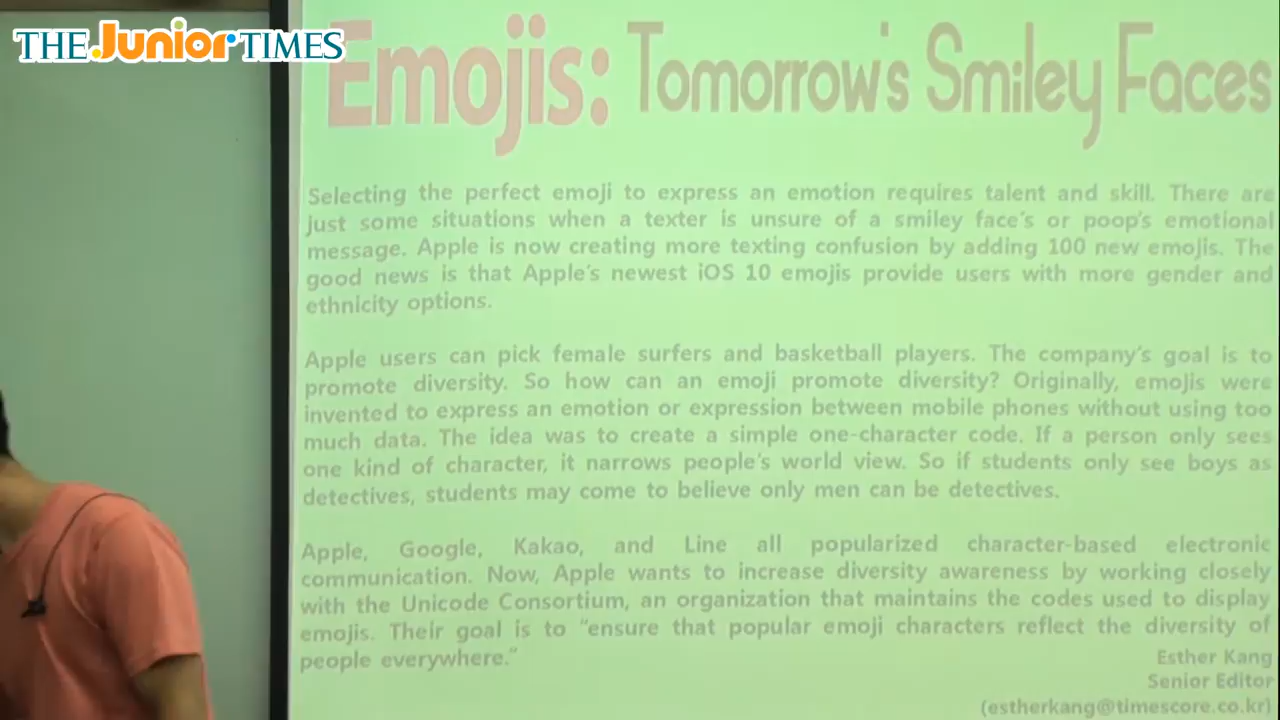 THE Junior TIMES
Emojis: Tomorrow's Smiley Faces
Selecting the perfect emoji to express an emotion requires talent and skill. There are
just some situations when a texter is unsure of a smiley face's or poop's emotional
message. Apple is now creating more texting confusion by adding 100 new emojis. The
good news is that Apple's newest iOS 10 emojis provide users with more gender and
ethnicity options.
Apple users can pick female surfers and basketball players. The company's goal is to
promote diversity. So how can an emoji promote diversity? Originally, emojis were
invented to express an emotion or expression between mobile phones without using too
much data. The idea was to create a simple one-character code. If a person only sees
one kind of character, it narrows people's world view. So if students only see boys as
detectives, students may come to believe only men can be detectives.
Apple, Google, Kakao, and Line all popularized character-based electronic
communication. Now, Apple wants to increase diversity awareness by working closely
with the Unicode Consortium, an organization that maintains the codes used to display
emojis. Their goal is to "ensure that popular emoji characters reflect the diversity of
people everywhere."
Esther Kang
Senior Editor
(estherkang@timescore.co.kr)